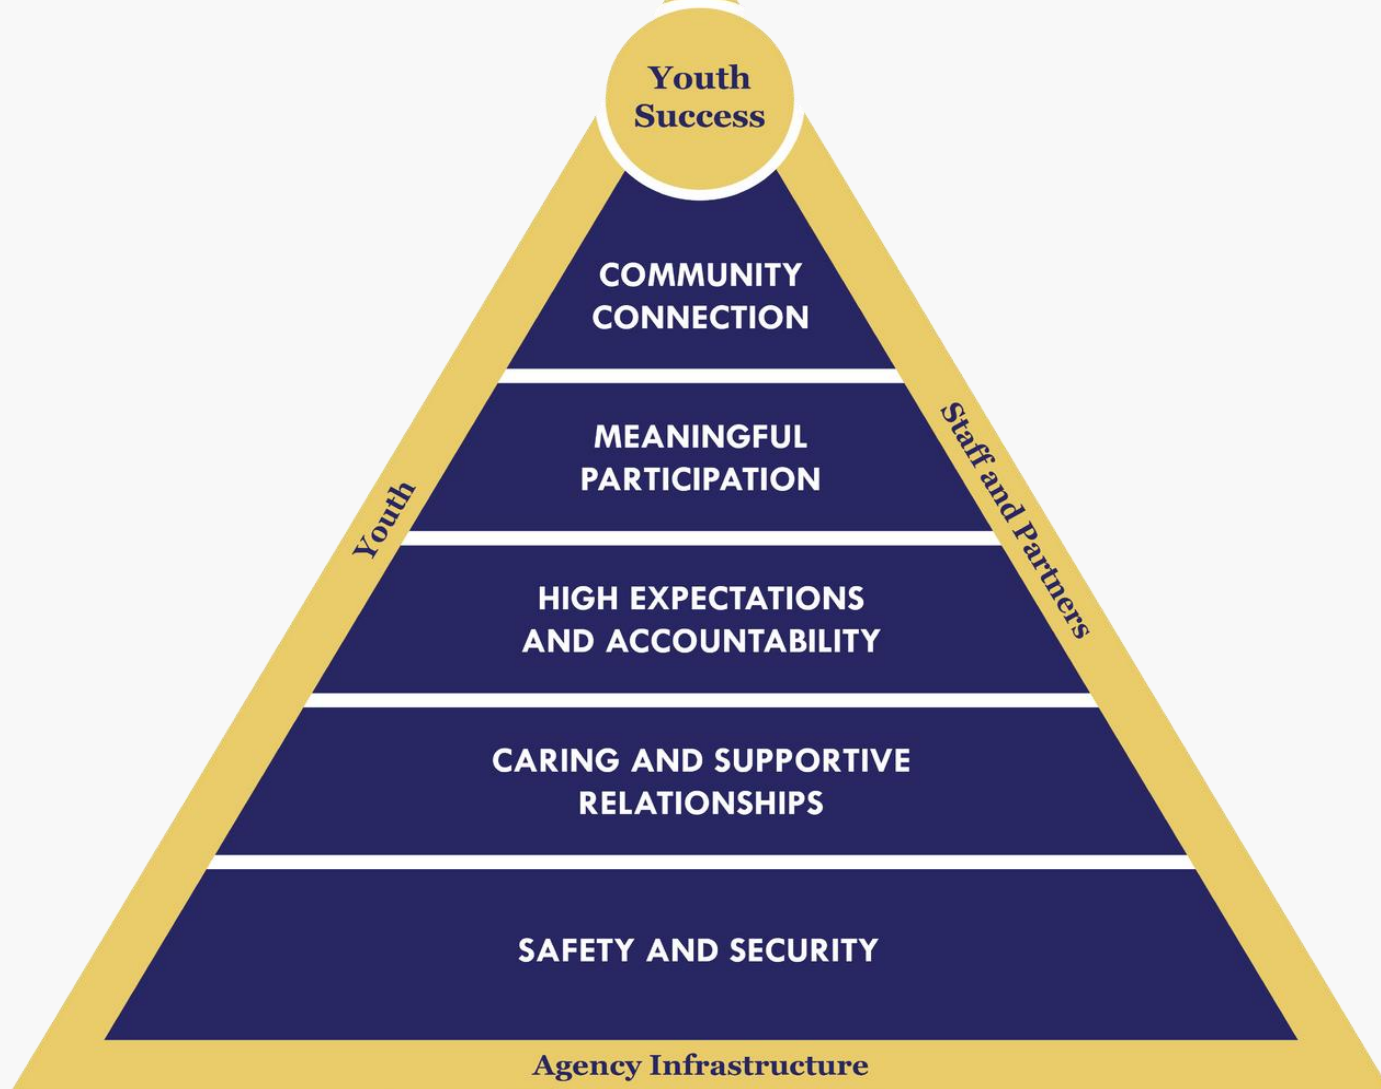 Youth
Success
COMMUNITY
CONNECTION
MEANINGFUL
PARTICIPATION
HIGH EXPECTATIONS
AND ACCOUNTABILITY
CARING AND SUPPORTIVE
RELATIONSHIPS
SAFETY AND SECURITY
Youth
Staff and Partners
Agency Infrastructure